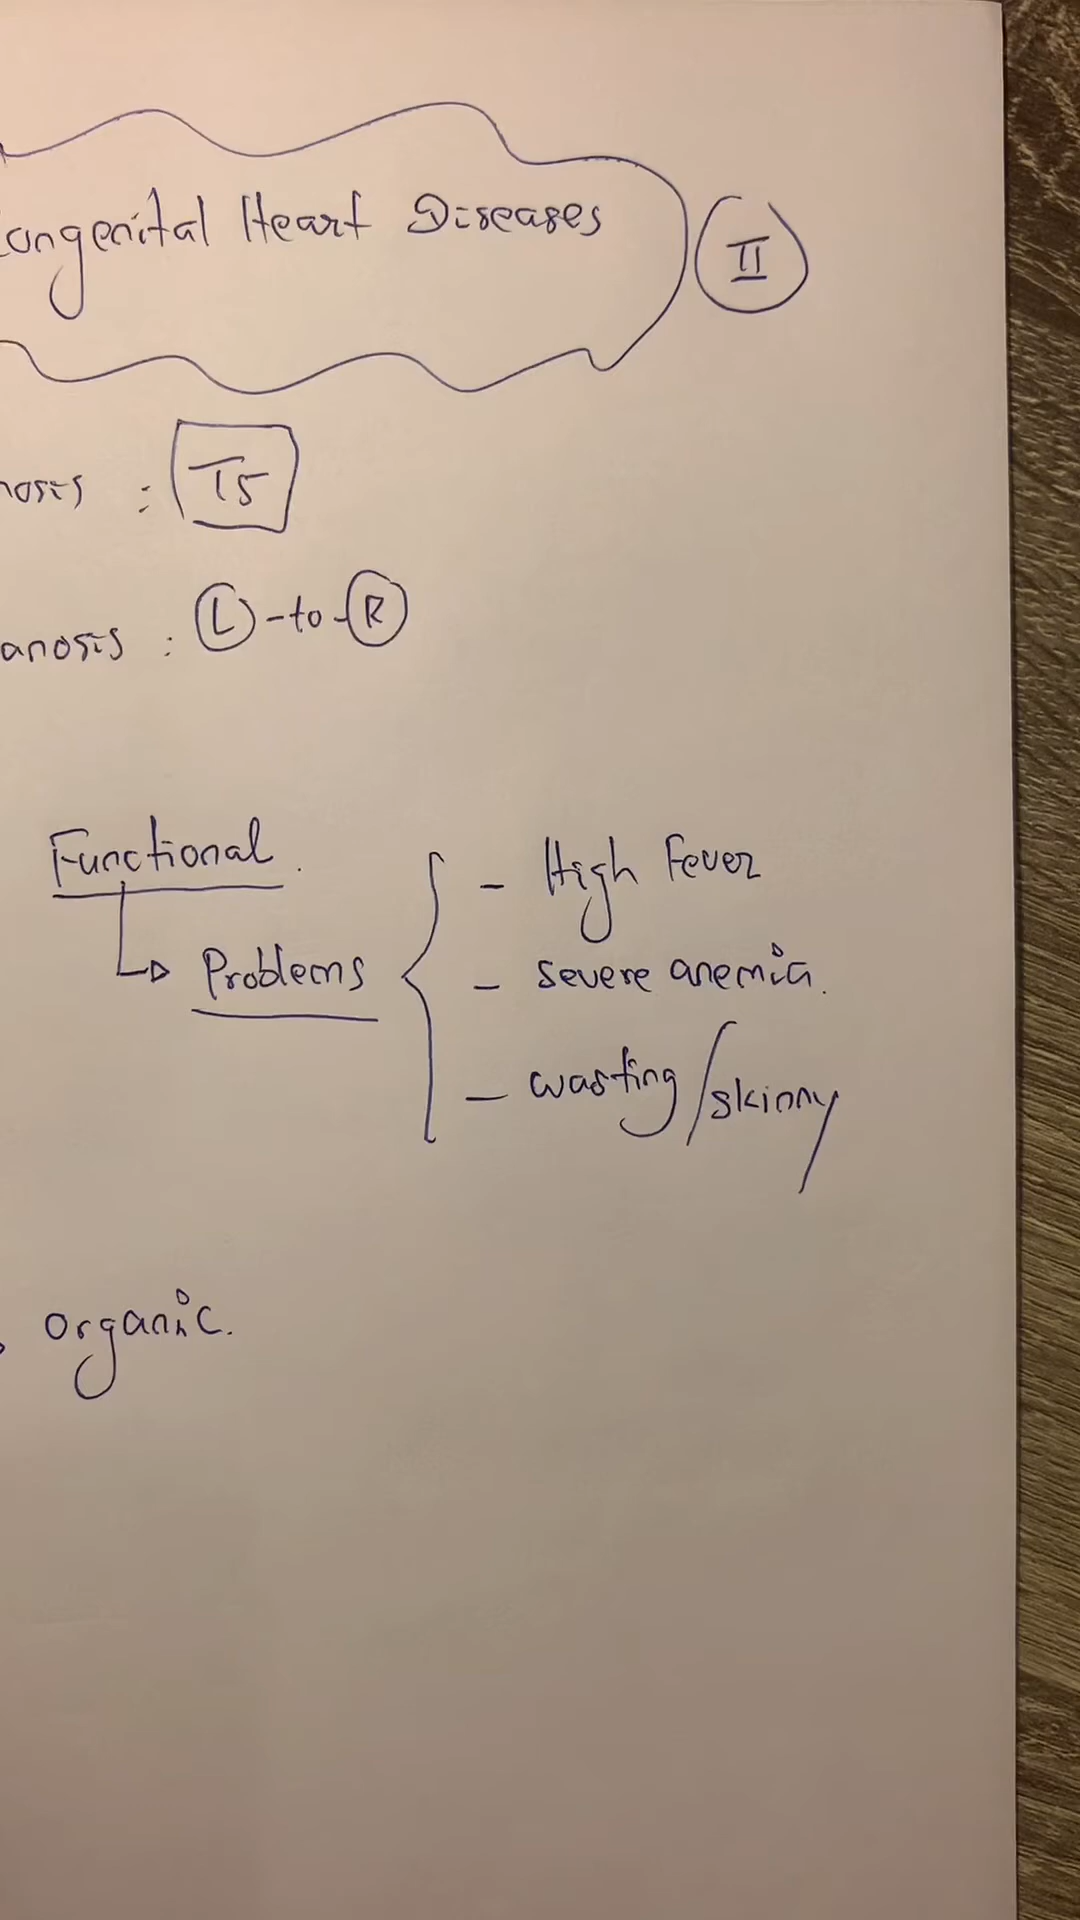 Congenital Heart Diseases II
nosis : T5
anosis : L-to-R
Functional.
Problems
- High Fever
- severe anemia.
- wasting/skinny
organic.